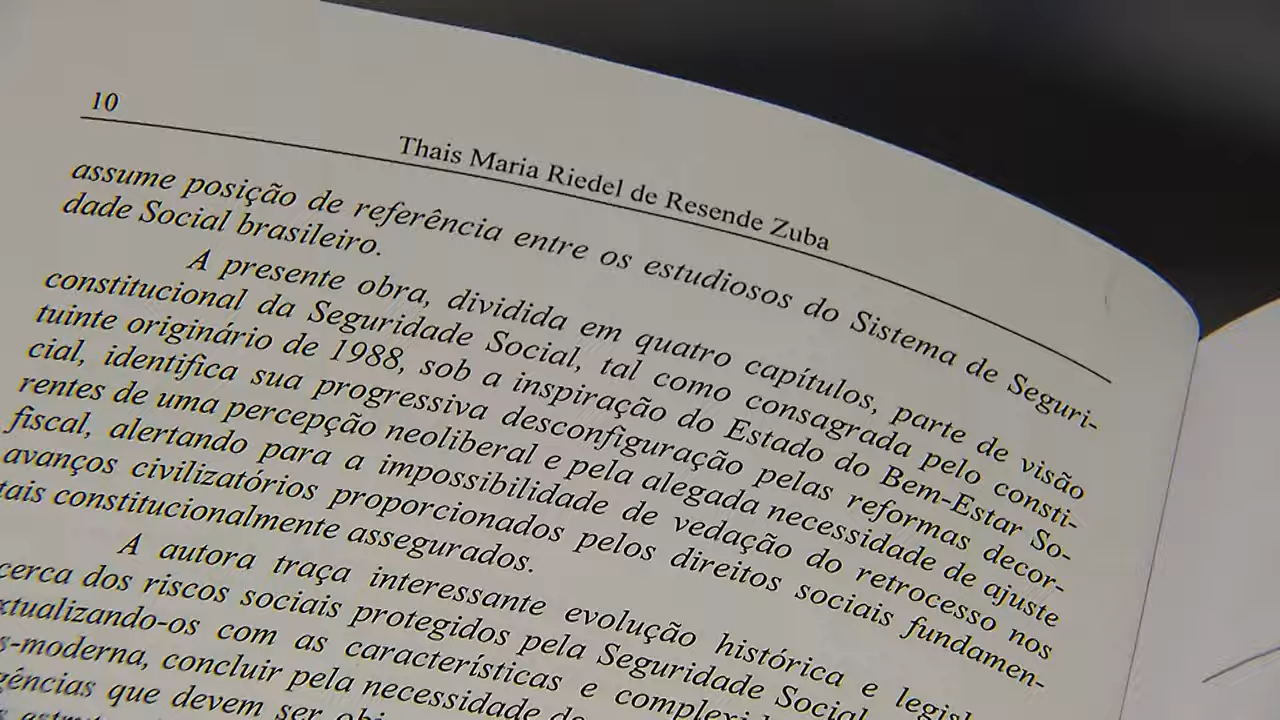 10
Thais Maria Riedel de Resende Zuba
assume posição de referência entre os estudiosos do Sistema de Seguri-
dade Social brasileiro.
A presente obra, dividida em quatro capítulos, parte de visão
constitucional da Seguridade Social, tal como consagrada pelo consti-
tuinte originário de 1988, sob a inspiração do Estado do Bem-Estar So-
cial, identifica sua progressiva desconfiguração pelas reformas decor-
rentes de uma percepção neoliberal e pela alegada necessidade de ajuste
fiscal, alertando para a impossibilidade de vedação do retrocesso nos
avanços civilizatórios proporcionados pelos direitos sociais fundamen-
tais constitucionalmente assegurados.
A autora traça interessante evolução histórica e
cerca dos riscos sociais protegidos pela Seguridade Social
xtualizando-os com as características e
s-moderna, concluir pela necessidade
gências que devem ser